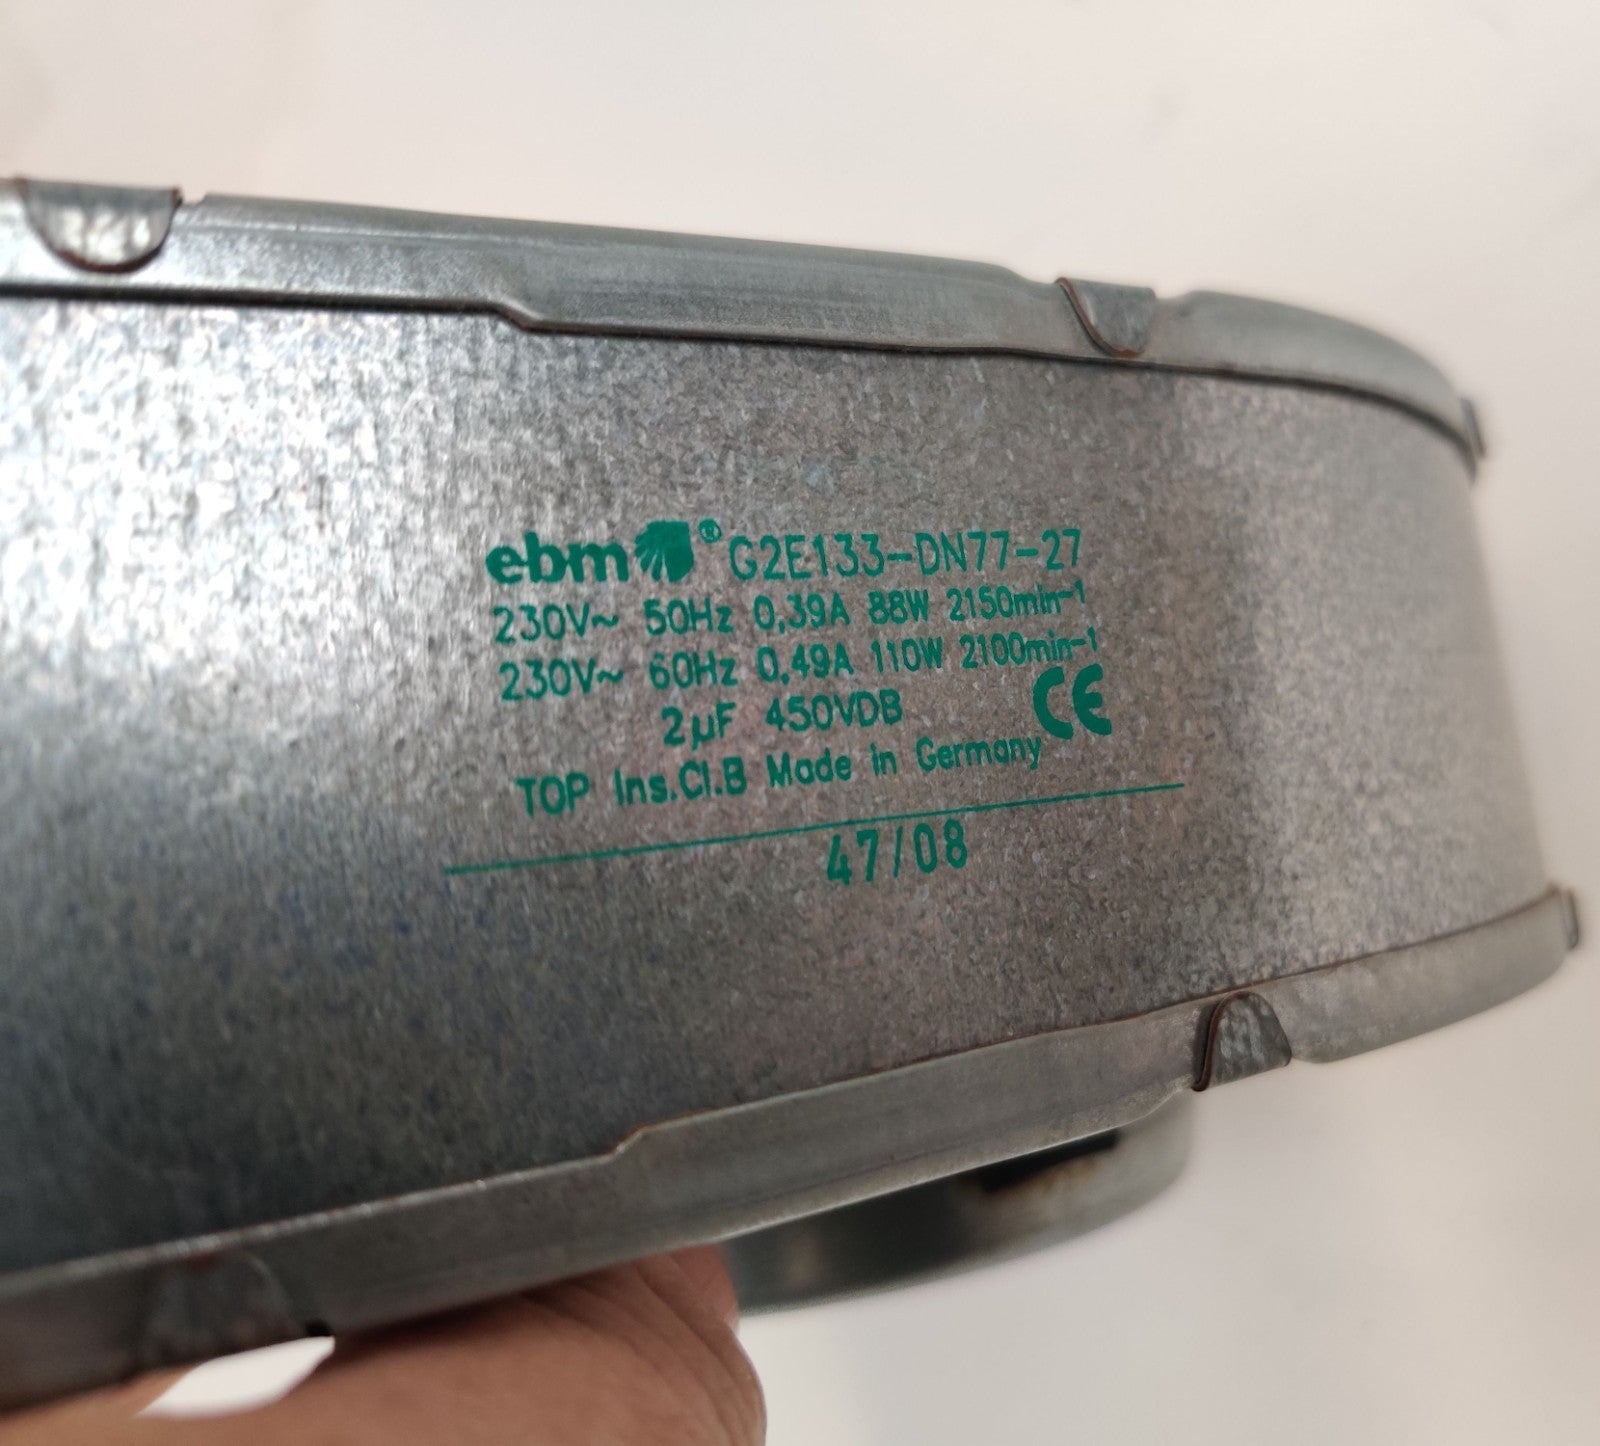 ebm® G2E133-DN77-27
230V~ 50Hz 0,39A 88W 2150min-1
230V~ 60Hz 0,49A 110W 2100min-1
2µF 450VDB CE
TOP Ins.Cl.B Made in Germany
47/08